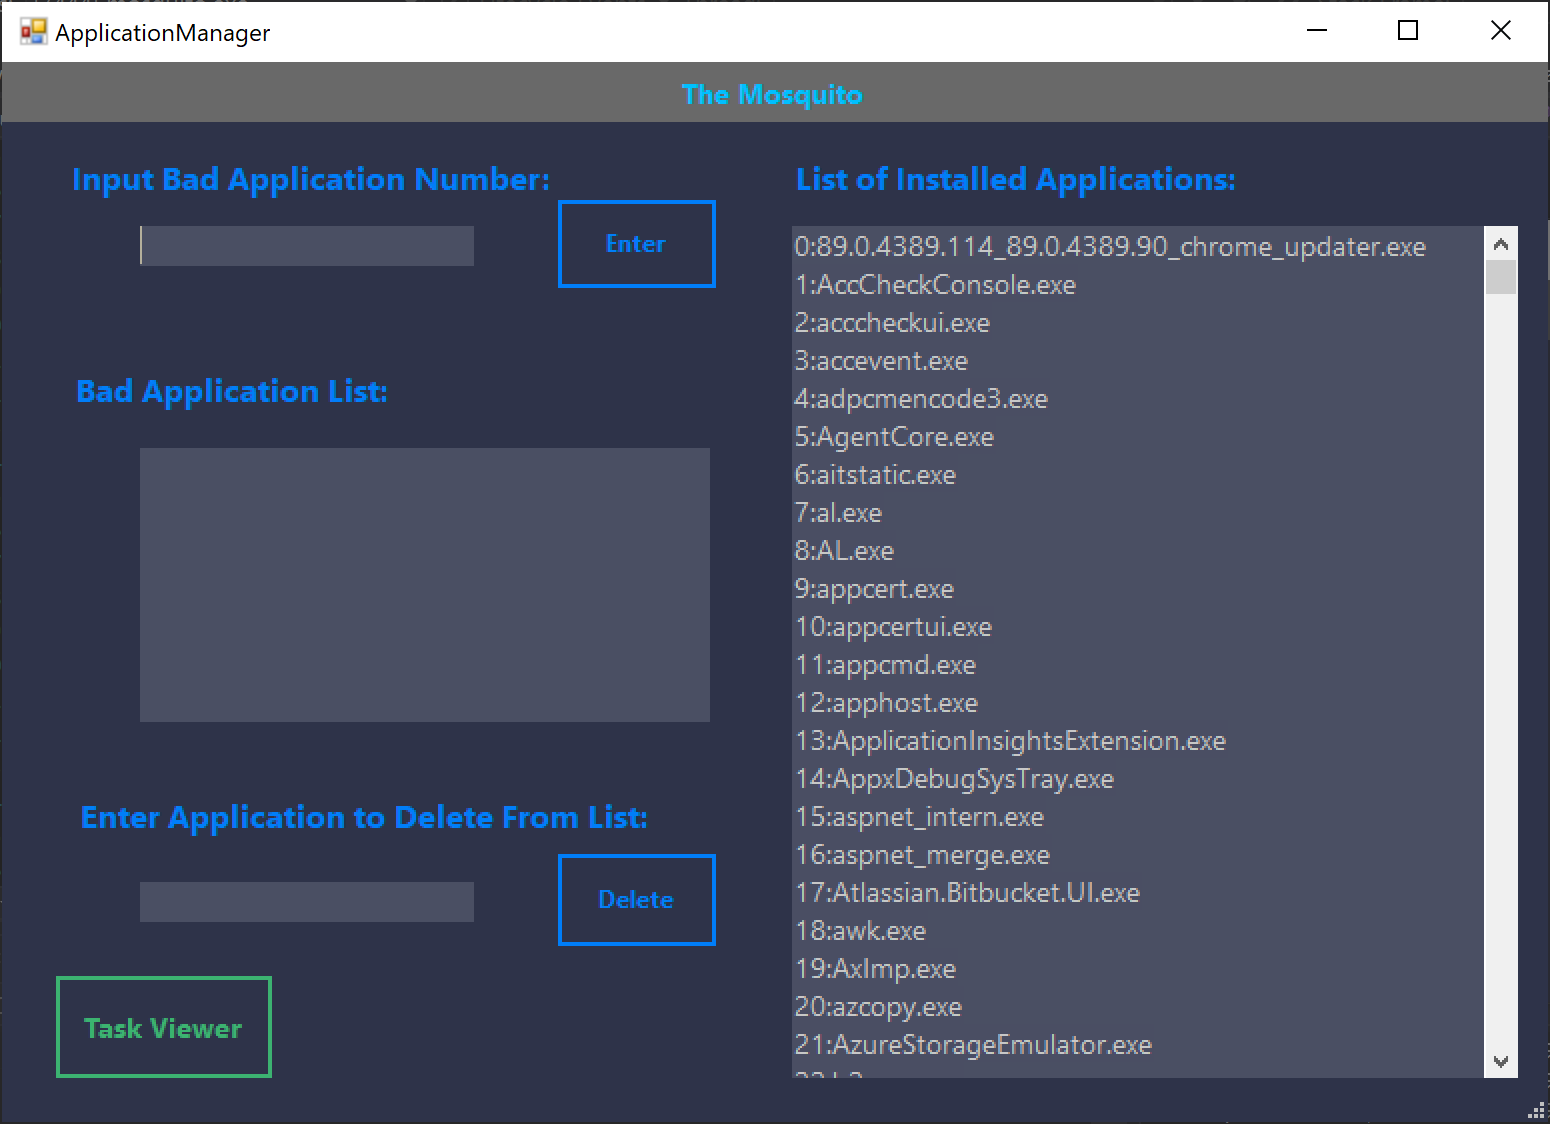 ApplicationManager
The Mosquito
Input Bad Application Number:
Enter
Bad Application List:
Enter Application to Delete From List:
Delete
Task Viewer
List of Installed Applications:
0:89.0.4389.114_89.0.4389.90_chrome_updater.exe
1:AccCheckConsole.exe
2:acccheckui.exe
3:accevent.exe
4:adpcmencode3.exe
5:AgentCore.exe
6:aitstatic.exe
7:al.exe
8:AL.exe
9:appcert.exe
10:appcertui.exe
11:appcmd.exe
12:apphost.exe
13:ApplicationInsightsExtension.exe
14:AppxDebugSysTray.exe
15:aspnet_intern.exe
16:aspnet_merge.exe
17:Atlassian.Bitbucket.UI.exe
18:awk.exe
19:AxImp.exe
20:azcopy.exe
21:AzureStorageEmulator.exe